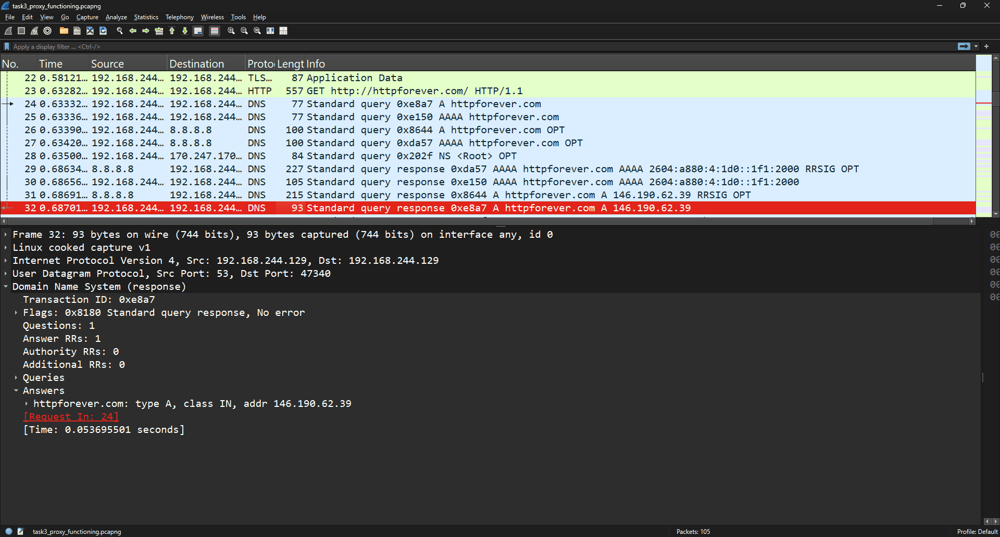 task3_proxy_functioning.pcapng
File Edit View Go Capture Analyze Statistics Telephony Wireless Tools Help
Apply a display filter ... <Ctrl-/>
No. Time Source Destination Proto Lengt Info
22 0.58121… 192.168.244… 192.168.244… TLS… 87 Application Data
23 0.63282… 192.168.244… 192.168.244… HTTP 557 GET http://httpforever.com/ HTTP/1.1
24 0.63332… 192.168.244… 192.168.244… DNS 77 Standard query 0xe8a7 A httpforever.com
25 0.63336… 192.168.244… 192.168.244… DNS 77 Standard query 0xe150 AAAA httpforever.com
26 0.63390… 192.168.244… 8.8.8.8 DNS 100 Standard query 0x8644 A httpforever.com OPT
27 0.63420… 192.168.244… 8.8.8.8 DNS 100 Standard query 0xda57 AAAA httpforever.com OPT
28 0.63500… 192.168.244… 170.247.170… DNS 84 Standard query 0x202f NS <Root> OPT
29 0.68634… 8.8.8.8 192.168.244… DNS 227 Standard query response 0xda57 AAAA httpforever.com AAAA 2604:a880:4:1d0::1f1:2000 RRSIG OPT
30 0.68656… 192.168.244… 192.168.244… DNS 105 Standard query response 0xe150 AAAA httpforever.com AAAA 2604:a880:4:1d0::1f1:2000
31 0.68691… 8.8.8.8 192.168.244… DNS 215 Standard query response 0x8644 A httpforever.com A 146.190.62.39 RRSIG OPT
32 0.68701… 192.168.244… 192.168.244… DNS 93 Standard query response 0xe8a7 A httpforever.com A 146.190.62.39
Frame 32: 93 bytes on wire (744 bits), 93 bytes captured (744 bits) on interface any, id 0
Linux cooked capture v1
Internet Protocol Version 4, Src: 192.168.244.129, Dst: 192.168.244.129
User Datagram Protocol, Src Port: 53, Dst Port: 47340
Domain Name System (response)
Transaction ID: 0xe8a7
Flags: 0x8180 Standard query response, No error
Questions: 1
Answer RRs: 1
Authority RRs: 0
Additional RRs: 0
Queries
Answers
httpforever.com: type A, class IN, addr 146.190.62.39
[Request In: 24]
[Time: 0.053695501 seconds]
task3_proxy_functioning.pcapng
Packets: 105
Profile: Default